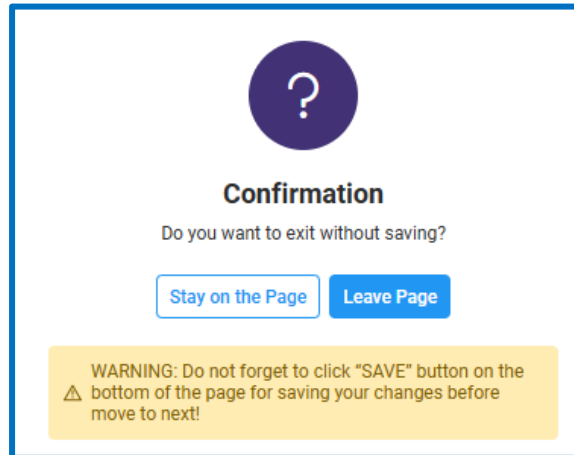 ?
Confirmation
Do you want to exit without saving?
Stay on the Page
Leave Page
WARNING: Do not forget to click “SAVE” button on the
bottom of the page for saving your changes before
move to next!